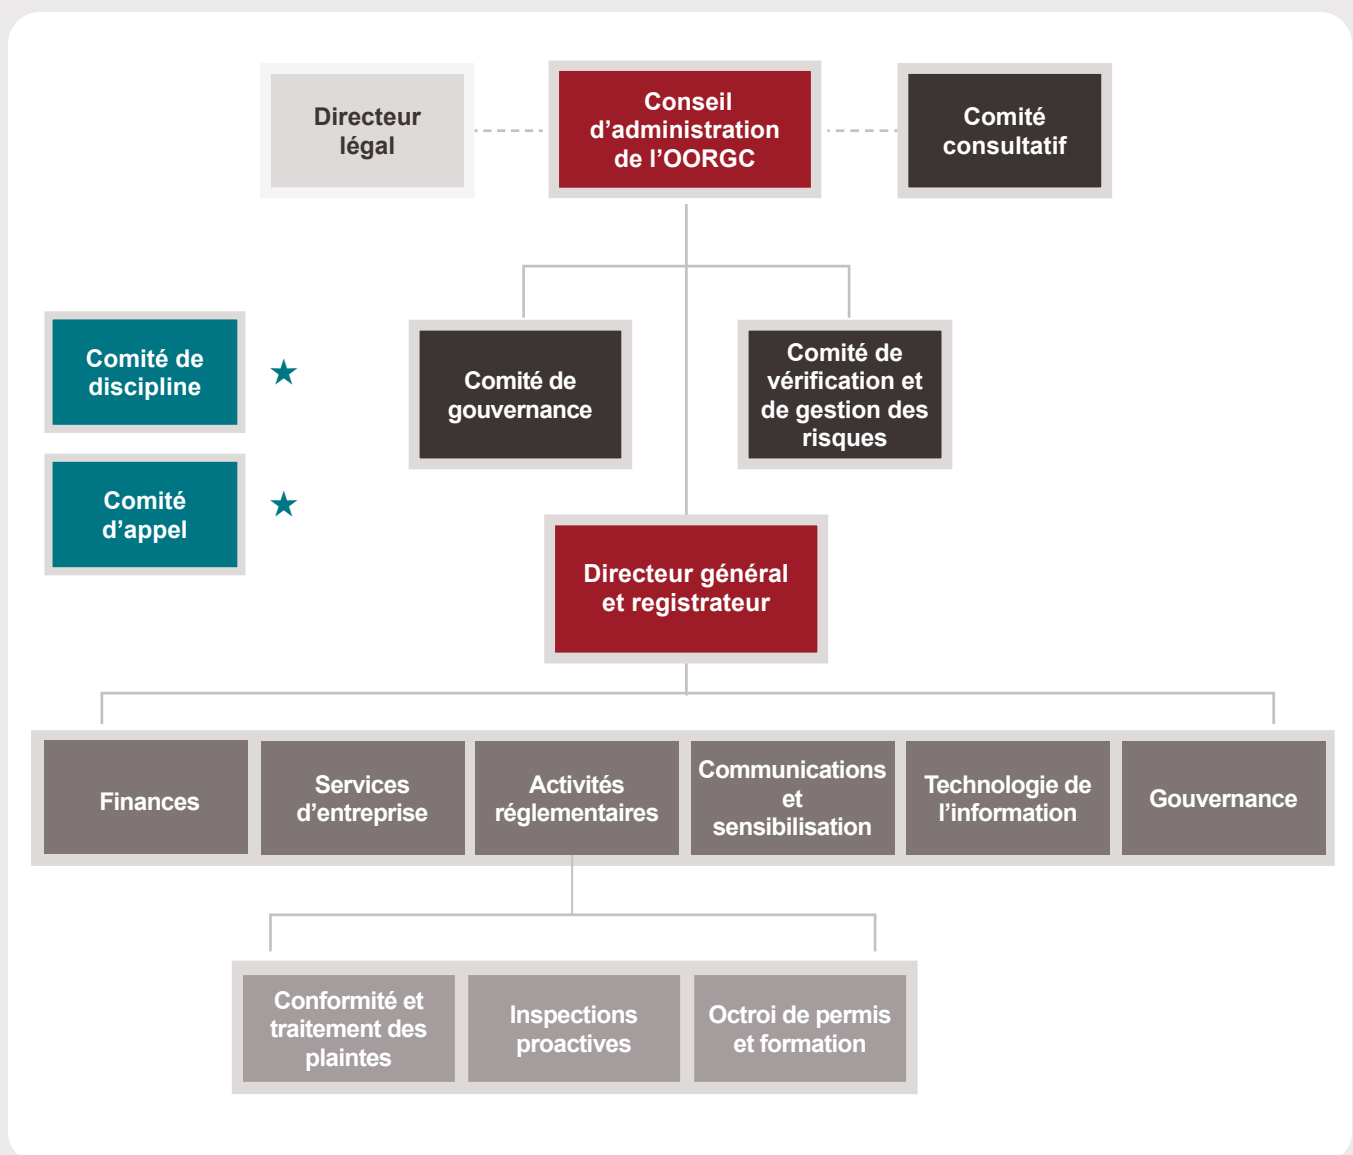 Directeur
légal
Conseil
d’administration
de l’OORGC
Comité
consultatif
Comité de
discipline
Comité
d’appel
Comité de
gouvernance
Comité de
vérification et
de gestion des
risques
Directeur général
et registrateur
Finances
Services
d’entreprise
Activités
réglementaires
Communications
et
sensibilisation
Technologie de
l’information
Gouvernance
Conformité et
traitement des
plaintes
Inspections
proactives
Octroi de permis
et formation